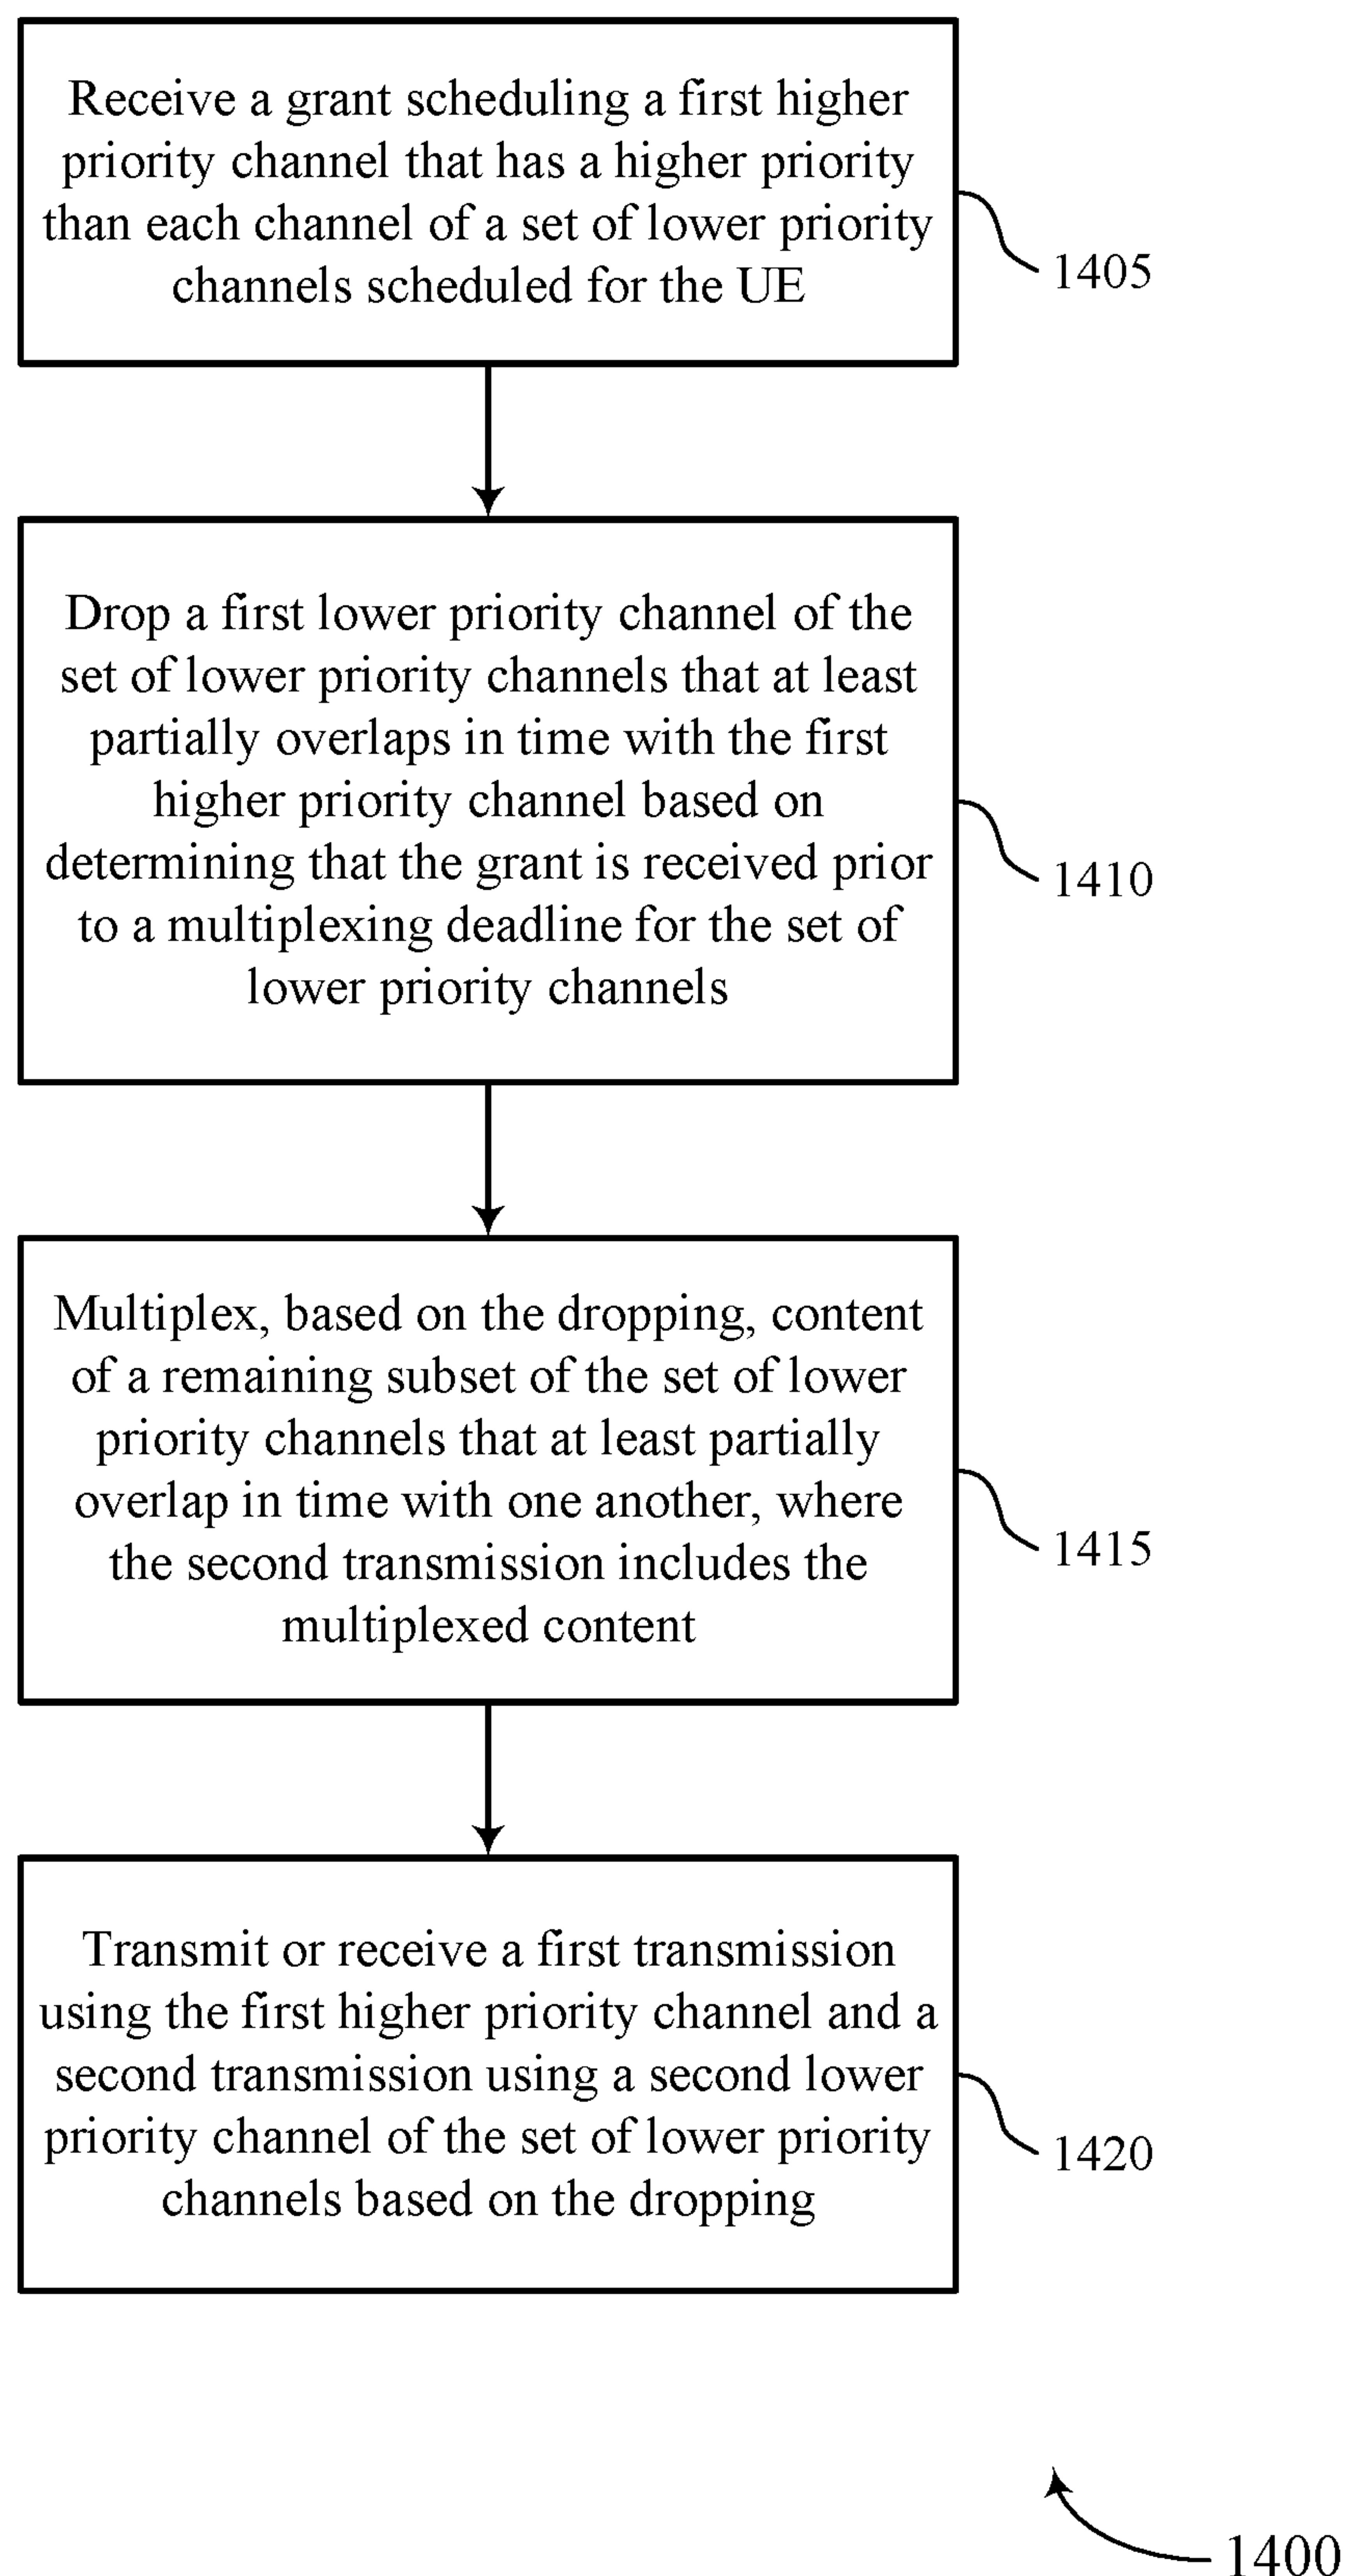 Receive a grant scheduling a first higher
priority channel that has a higher priority
than each channel of a set of lower priority
channels scheduled for the UE
1405
Drop a first lower priority channel of the
set of lower priority channels that at least
partially overlaps in time with the first
higher priority channel based on
determining that the grant is received prior
to a multiplexing deadline for the set of
lower priority channels
1410
Multiplex, based on the dropping, content
of a remaining subset of the set of lower
priority channels that at least partially
overlap in time with one another, where
the second transmission includes the
multiplexed content
1415
Transmit or receive a first transmission
using the first higher priority channel and a
second transmission using a second lower
priority channel of the set of lower priority
channels based on the dropping
1420
1400